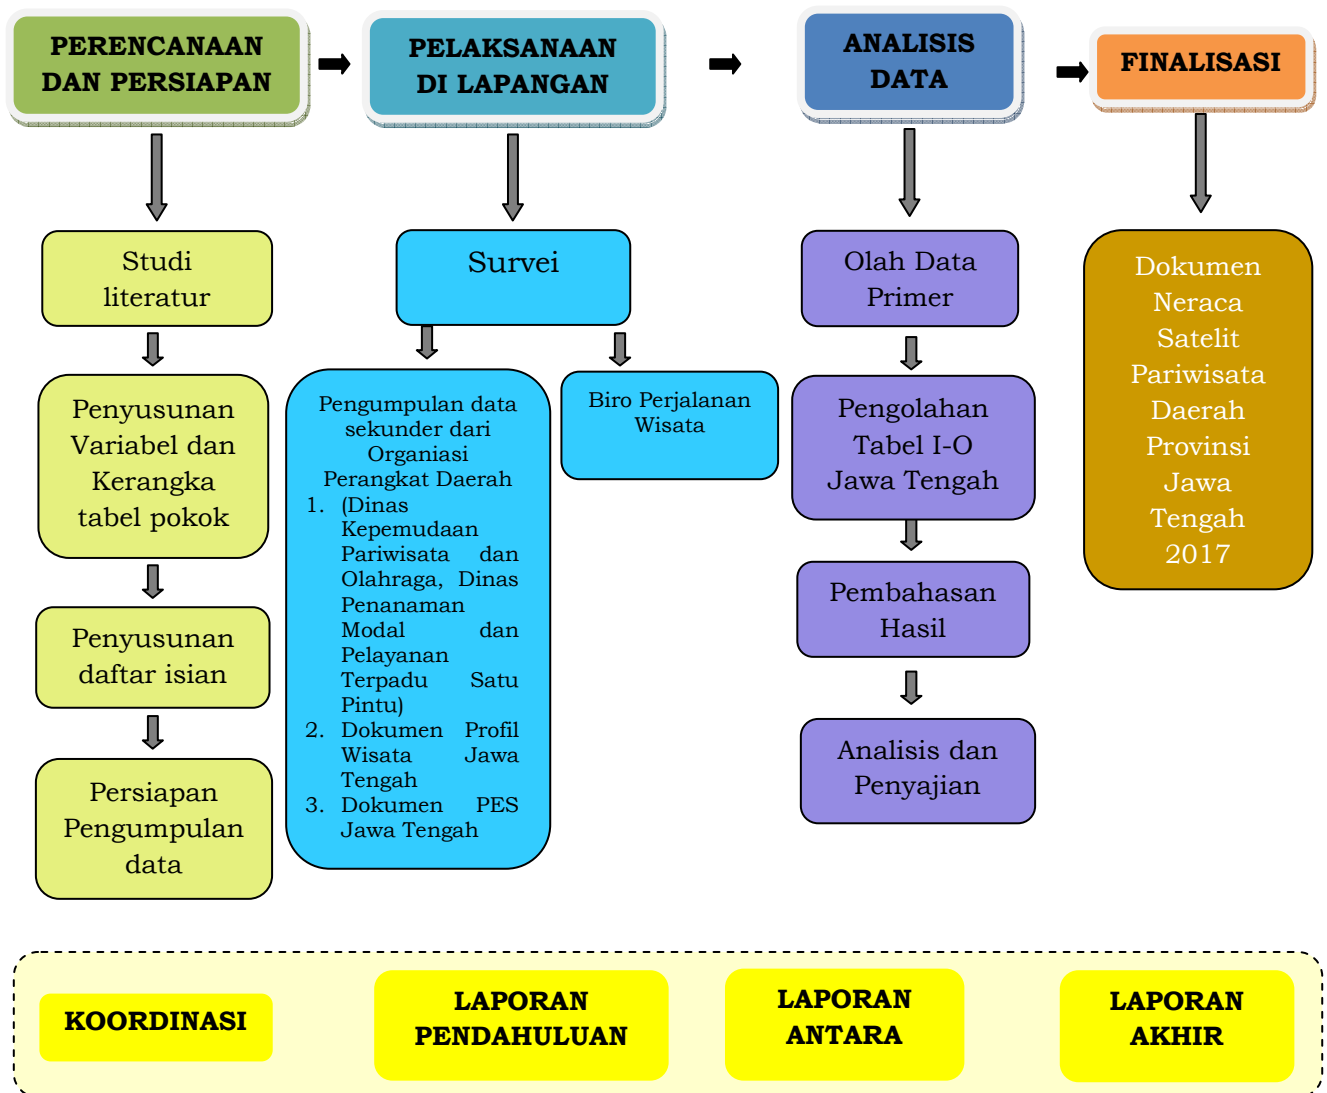 PERENCANAAN
DAN PERSIAPAN
PELAKSANAAN
DI LAPANGAN
ANALISIS
DATA
FINALISASI
Studi
literatur
Penyusunan
Variabel dan
Kerangka
tabel pokok
Penyusunan
daftar isian
Persiapan
Pengumpulan
data
Survei
Pengumpulan data
sekunder dari
Organiasi
Perangkat Daerah
1. (Dinas
Kepemudaan
Pariwisata dan
Olahraga, Dinas
Penanaman
Modal dan
Pelayanan
Terpadu Satu
Pintu)
2. Dokumen Profil
Wisata Jawa
Tengah
3. Dokumen PES
Jawa Tengah
Biro Perjalanan
Wisata
Olah Data
Primer
Pengolahan
Tabel I-O
Jawa Tengah
Pembahasan
Hasil
Analisis dan
Penyajian
Dokumen
Neraca
Satelit
Pariwisata
Daerah
Provinsi
Jawa
Tengah
2017
KOORDINASI
LAPORAN
PENDAHULUAN
LAPORAN
ANTARA
LAPORAN
AKHIR